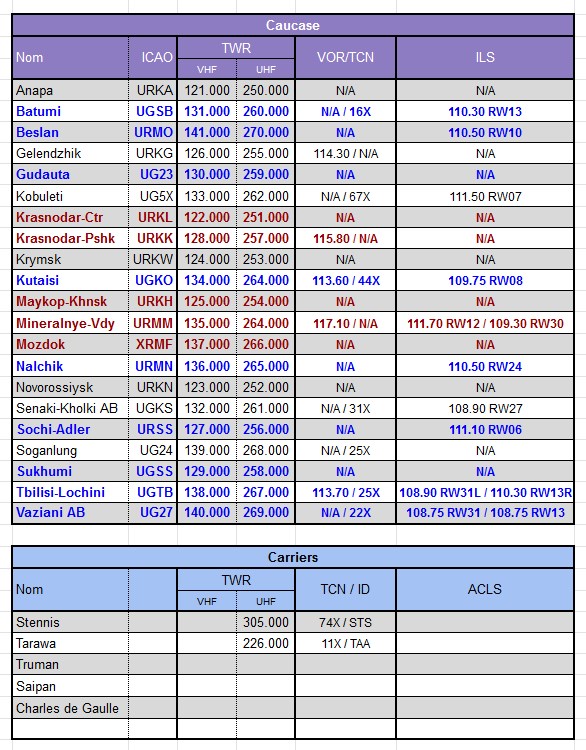 Caucase
Nom ICAO TWR VOR/TCN ILS
VHF UHF
Anapa URKA 121.000 250.000 N/A N/A
Batumi UGSB 131.000 260.000 N/A / 16X 110.30 RW13
Beslan URMO 141.000 270.000 N/A 110.50 RW10
Gelendzhik URKG 126.000 255.000 114.30 / N/A N/A
Gudauta UG23 130.000 259.000 N/A N/A
Kobuleti UG5X 133.000 262.000 N/A / 67X 111.50 RW07
Krasnodar-Ctr URKL 122.000 251.000 N/A N/A
Krasnodar-Pshk URKK 128.000 257.000 115.80 / N/A N/A
Krymsk URKW 124.000 253.000 N/A N/A
Kutaisi UGKO 134.000 264.000 113.60 / 44X 109.75 RW08
Maykop-Khnsk URKH 125.000 254.000 N/A N/A
Mineralnye-Vdy URMM 135.000 264.000 117.10 / N/A 111.70 RW12 / 109.30 RW30
Mozdok XRMF 137.000 266.000 N/A N/A
Nalchik URMN 136.000 265.000 N/A 110.50 RW24
Novorossiysk URKN 123.000 252.000 N/A N/A
Senaki-Kholki AB UGKS 132.000 261.000 N/A / 31X 108.90 RW27
Sochi-Adler URSS 127.000 256.000 N/A 111.10 RW06
Soganlung UG24 139.000 268.000 N/A / 25X N/A
Sukhumi UGSS 129.000 258.000 N/A N/A
Tbilisi-Lochini UGTB 138.000 267.000 113.70 / 25X 108.90 RW31L / 110.30 RW13R
Vaziani AB UG27 140.000 269.000 N/A / 22X 108.75 RW31 / 108.75 RW13
Carriers
Nom TWR TCN / ID ACLS
VHF UHF
Stennis 305.000 74X / STS
Tarawa 226.000 11X / TAA
Truman
Saipan
Charles de Gaulle